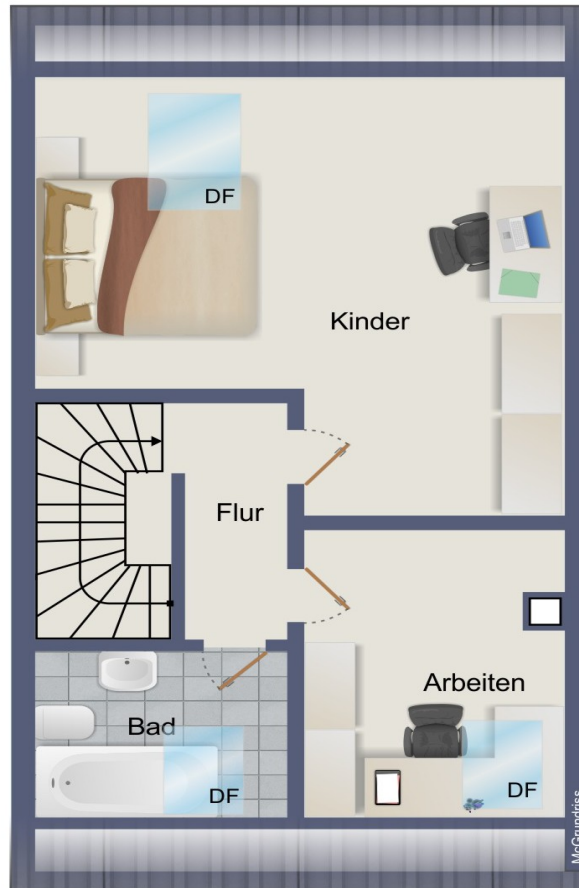 DF
Kinder
Flur
Arbeiten
Bad
DF
DF
McGrundriss